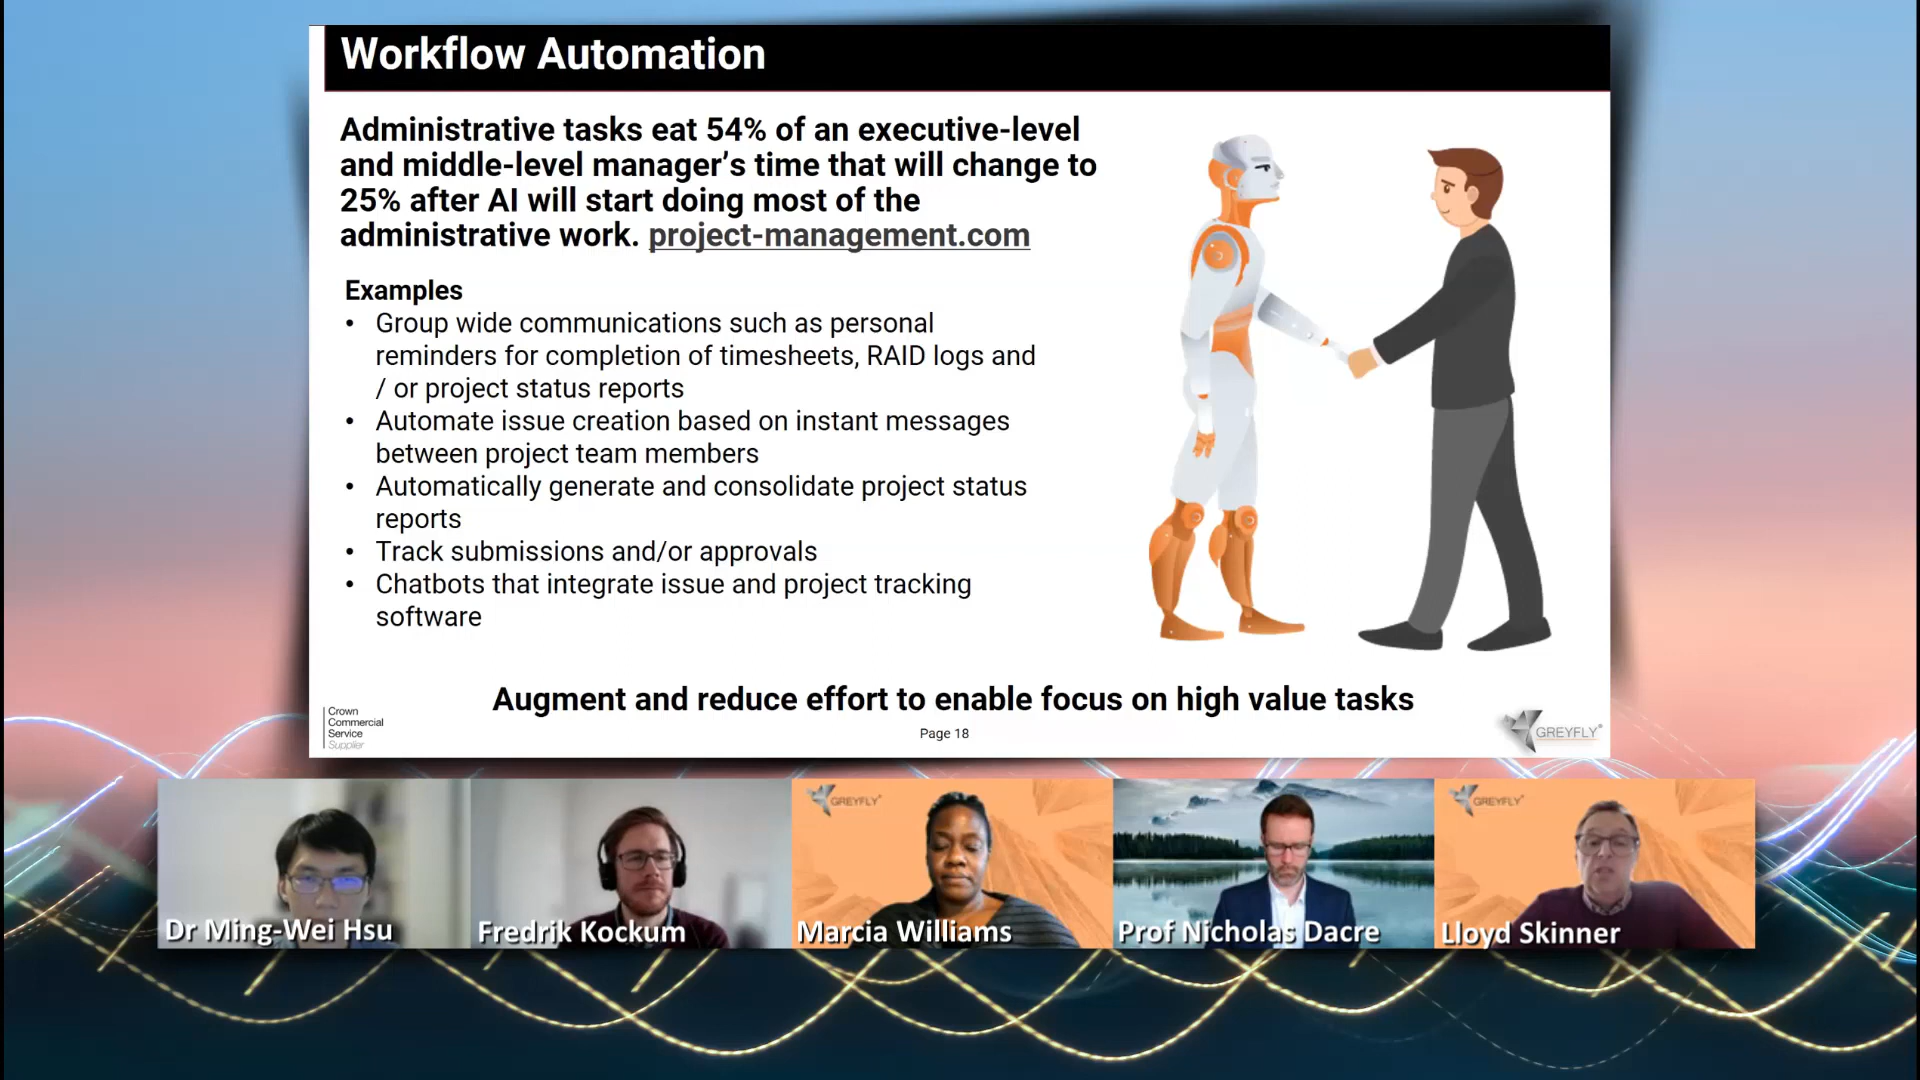 Workflow Automation
Administrative tasks eat 54% of an executive-level
and middle-level manager’s time that will change to
25% after AI will start doing most of the
administrative work. project-management.com
Examples
• Group wide communications such as personal
reminders for completion of timesheets, RAID logs and
/ or project status reports
• Automate issue creation based on instant messages
between project team members
• Automatically generate and consolidate project status
reports
• Track submissions and/or approvals
• Chatbots that integrate issue and project tracking
software
Augment and reduce effort to enable focus on high value tasks
Crown
Commercial
Service
Supplier
Page 18
GREYFLY®
GREYFLY®
GREYFLY®
Dr Ming-Wei Hsu
Fredrik Kockum
Marcia Williams
Prof Nicholas Dacre
Lloyd Skinner